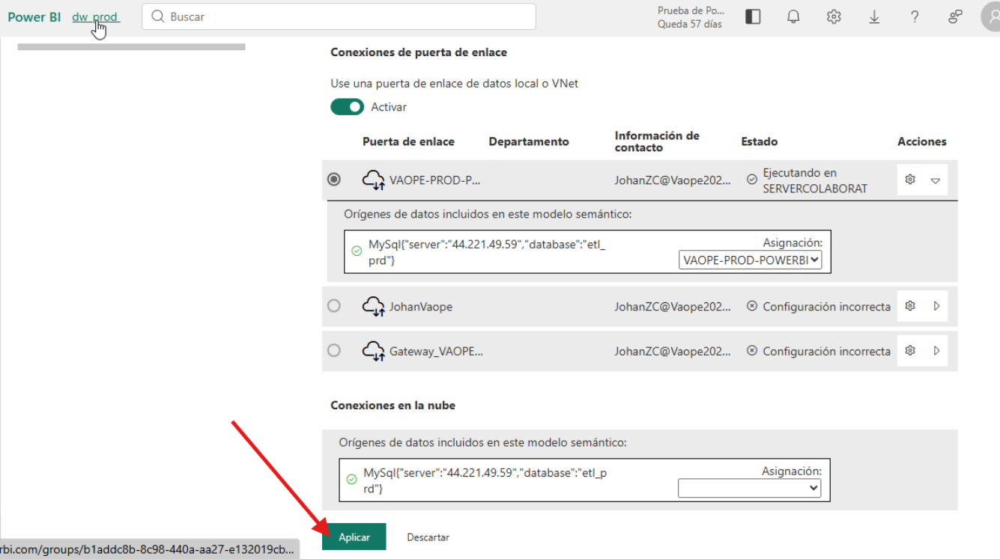 Power BI dw_prod Buscar Prueba de Po...
Queda 57 días
Conexiones de puerta de enlace
Use una puerta de enlace de datos local o VNet
Activar
Puerta de enlace Departamento Información de contacto Estado Acciones
VAOPE-PROD-P... JohanZC@Vaope202... Ejecutando en
SERVERCOLABORAT
Orígenes de datos incluidos en este modelo semántico:
MySql{"server":"44.221.49.59","database":"etl_
prd"}
Asignación:
VAOPE-PROD-POWERBI
JohanVaope JohanZC@Vaope202... Configuración incorrecta
Gateway_VAOPE... JohanZC@Vaope202... Configuración incorrecta
Conexiones en la nube
Orígenes de datos incluidos en este modelo semántico:
MySql{"server":"44.221.49.59","database":"etl_p
rd"}
Asignación:
Aplicar Descartar
rbi.com/groups/b1addc8b-8c98-440a-aa27-e132019cb...